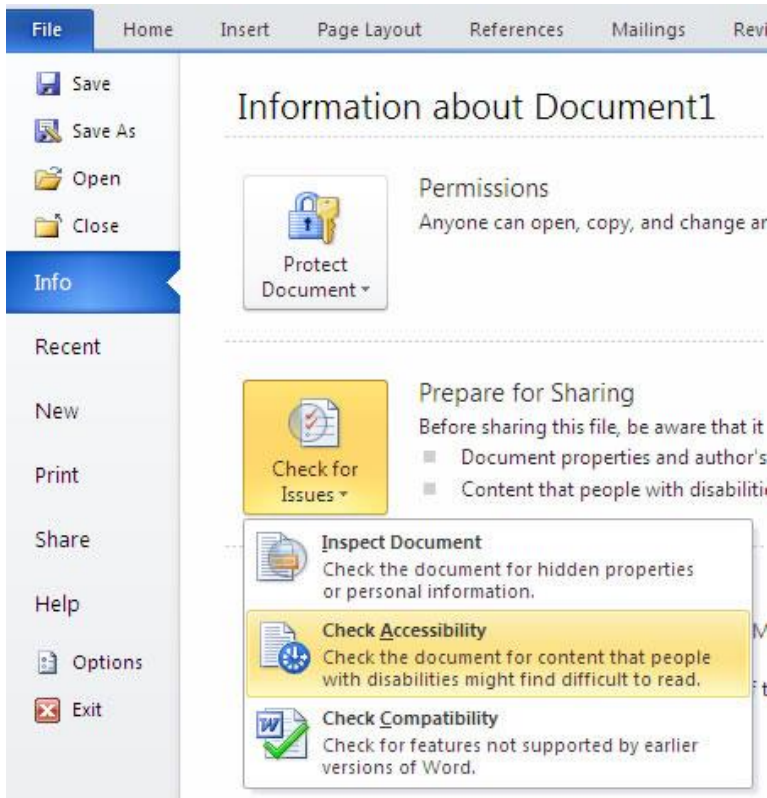 File Home Insert Page Layout References Mailings
Save
Save As
Open
Close
Info
Recent
New
Print
Share
Help
Options
Exit
Information about Document1
Protect
Document
Permissions
Anyone can open, copy, and change
Check for
Issues
Prepare for Sharing
Before sharing this file, be aware that it
Document properties and author's
Content that people with
Inspect Document
Check the document for hidden properties
or personal information.
Check Accessibility
Check the document for content that people
with disabilities might find difficult to read.
Check Compatibility
Check for features not supported by earlier
versions of Word.